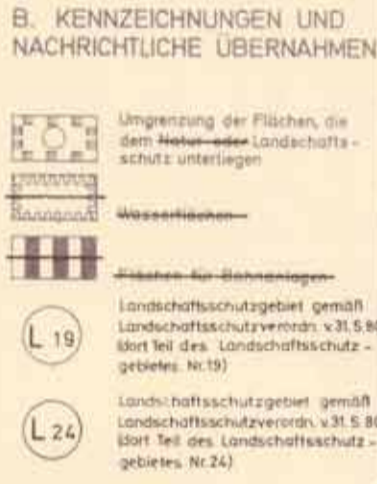 B. KENNZEICHNUNGEN UND
NACHRICHTLICHE ÜBERNAHMEN
Umgrenzung der Flächen, die
dem Natur oder Landschafts-
schutz unterliegen
Wasserflächen
Flächen für Bahnanlagen
L 19
Landschaftsschutzgebiet gemäß
Landschaftsschutzverordn. v. 31.5.80
(dort Teil des Landschaftsschutz-
gebietes. Nr.19)
L 24
Landschaftsschutzgebiet gemäß
Landschaftsschutzverordn. v. 31.5.80
(dort Teil des Landschaftsschutz-
gebietes. Nr.24)